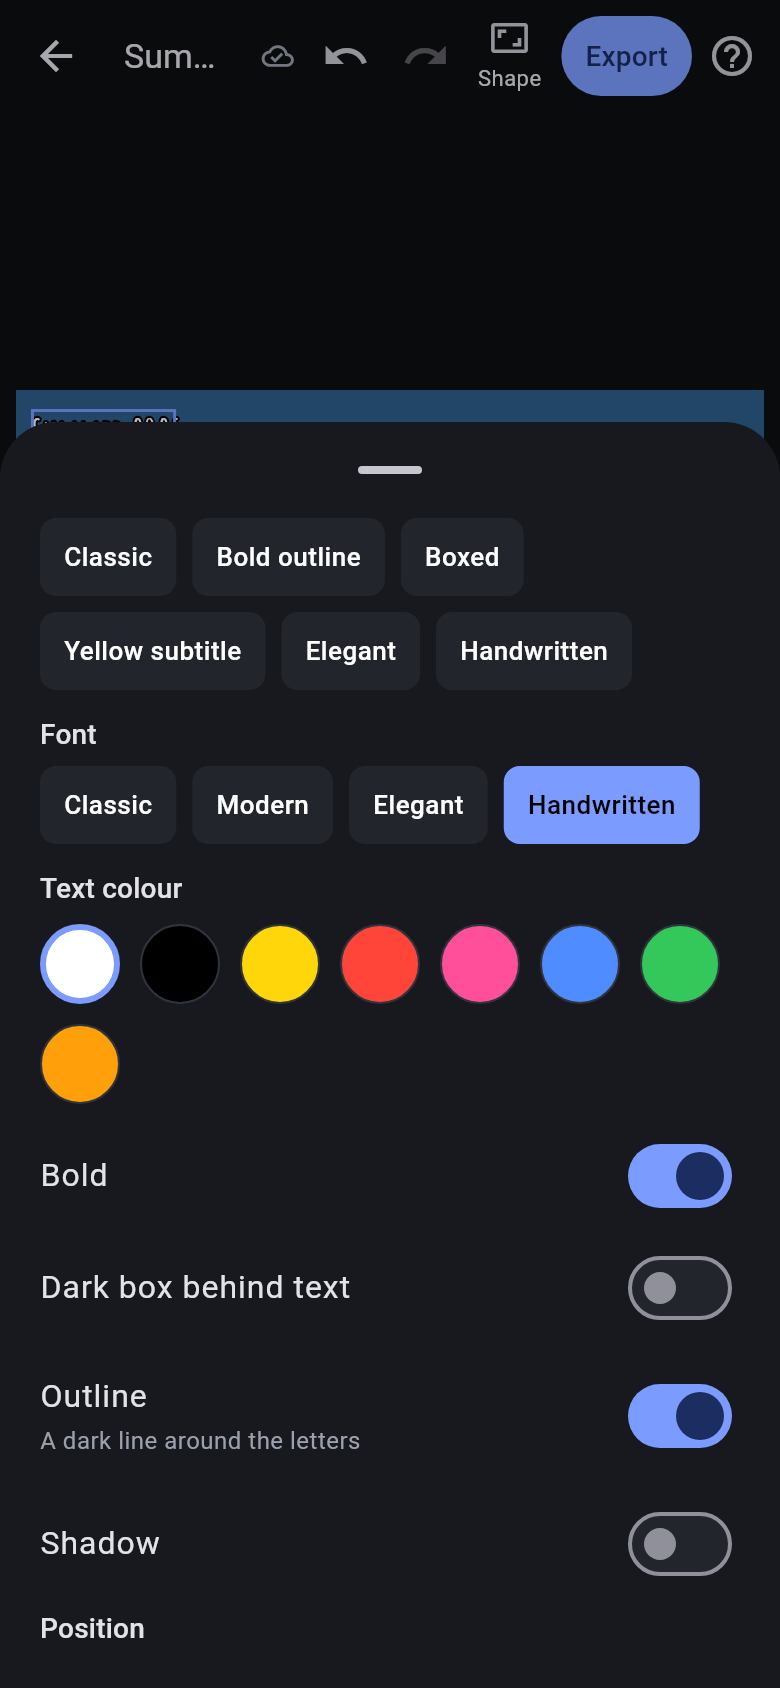 Sum...
Shape
Export
Classic
Bold outline
Boxed
Yellow subtitle
Elegant
Handwritten
Font
Classic
Modern
Elegant
Handwritten
Text colour
Bold
Dark box behind text
Outline
A dark line around the letters
Shadow
Position